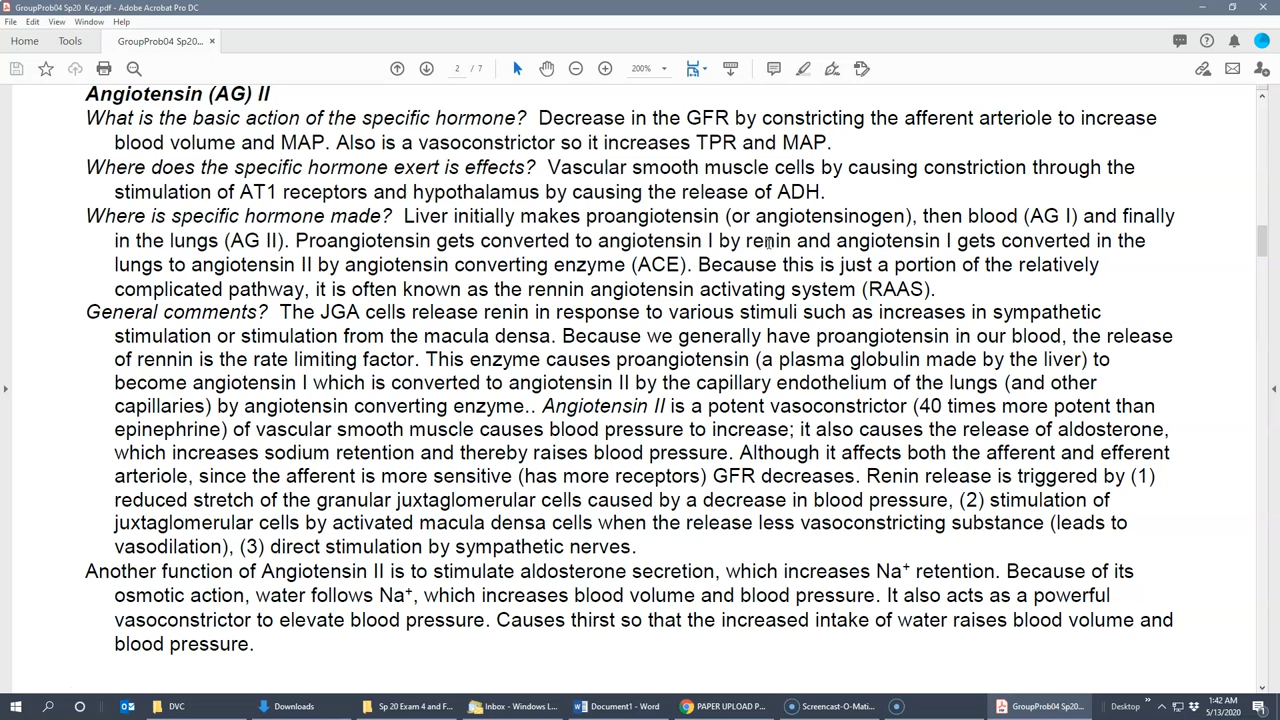 GroupProb04 Sp20 Key.pdf - Adobe Acrobat Pro DC
File Edit View Window Help
Home Tools GroupProb04 Sp20... ×
2 / 7 200%
Angiotensin (AG) II
What is the basic action of the specific hormone? Decrease in the GFR by constricting the afferent arteriole to increase
blood volume and MAP. Also is a vasoconstrictor so it increases TPR and MAP.
Where does the specific hormone exert is effects? Vascular smooth muscle cells by causing constriction through the
stimulation of AT1 receptors and hypothalamus by causing the release of ADH.
Where is specific hormone made? Liver initially makes proangiotensin (or angiotensinogen), then blood (AG I) and finally
in the lungs (AG II). Proangiotensin gets converted to angiotensin I by renin and angiotensin I gets converted in the
lungs to angiotensin II by angiotensin converting enzyme (ACE). Because this is just a portion of the relatively
complicated pathway, it is often known as the rennin angiotensin activating system (RAAS).
General comments? The JGA cells release renin in response to various stimuli such as increases in sympathetic
stimulation or stimulation from the macula densa. Because we generally have proangiotensin in our blood, the release
of rennin is the rate limiting factor. This enzyme causes proangiotensin (a plasma globulin made by the liver) to
become angiotensin I which is converted to angiotensin II by the capillary endothelium of the lungs (and other
capillaries) by angiotensin converting enzyme.. Angiotensin II is a potent vasoconstrictor (40 times more potent than
epinephrine) of vascular smooth muscle causes blood pressure to increase; it also causes the release of aldosterone,
which increases sodium retention and thereby raises blood pressure. Although it affects both the afferent and efferent
arteriole, since the afferent is more sensitive (has more receptors) GFR decreases. Renin release is triggered by (1)
reduced stretch of the granular juxtaglomerular cells caused by a decrease in blood pressure, (2) stimulation of
juxtaglomerular cells by activated macula densa cells when the release less vasoconstricting substance (leads to
vasodilation), (3) direct stimulation by sympathetic nerves.
Another function of Angiotensin II is to stimulate aldosterone secretion, which increases Na⁺ retention. Because of its
osmotic action, water follows Na⁺, which increases blood volume and blood pressure. It also acts as a powerful
vasoconstrictor to elevate blood pressure. Causes thirst so that the increased intake of water raises blood volume and
blood pressure.
DVC Downloads Sp 20 Exam 4 and F... Inbox - Windows L... Document1 - Word PAPER UPLOAD P... Screencast-O-Mati... GroupProb04 Sp20... Desktop 1:42 AM
5/13/2020